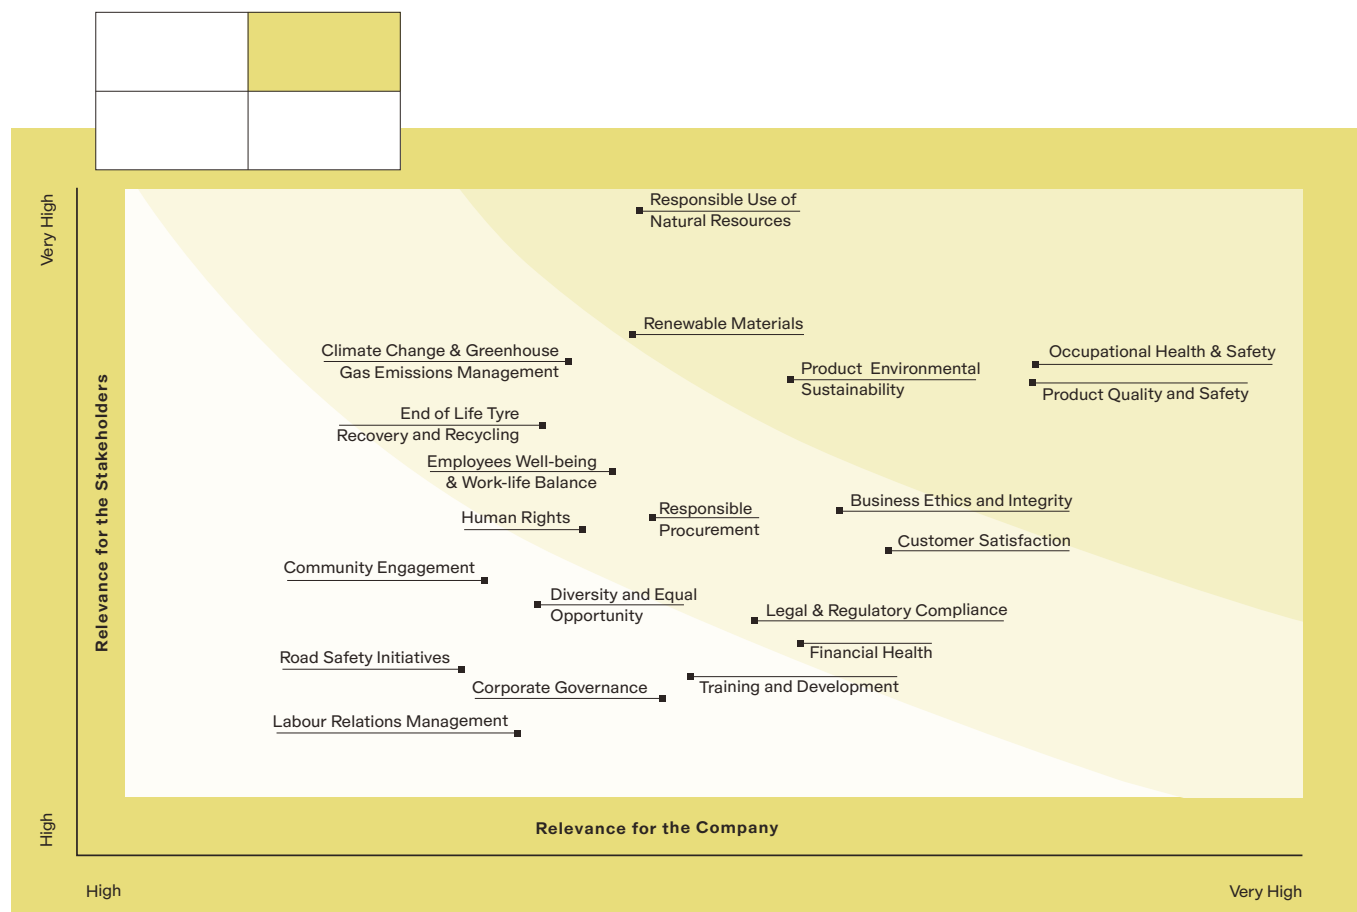 Very High
Relevance for the Stakeholders
High
Responsible Use of
Natural Resources
Renewable Materials
Climate Change & Greenhouse
Gas Emissions Management
Product Environmental
Sustainability
Occupational Health & Safety
Product Quality and Safety
End of Life Tyre
Recovery and Recycling
Employees Well-being
& Work-life Balance
Human Rights
Responsible
Procurement
Business Ethics and Integrity
Customer Satisfaction
Community Engagement
Diversity and Equal
Opportunity
Legal & Regulatory Compliance
Financial Health
Road Safety Initiatives
Corporate Governance
Training and Development
Labour Relations Management
Relevance for the Company
High
Very High